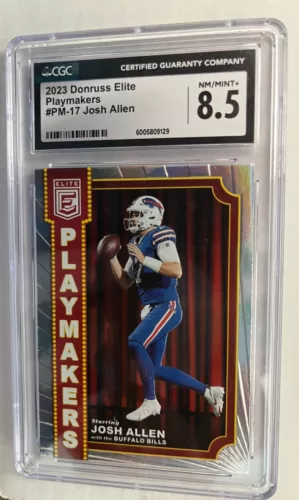 CGC
CERTIFIED GUARANTY COMPANY
2023 Donruss Elite
Playmakers
#PM-17 Josh Allen
NM/MINT+
8.5
6005809129
ELITE
E
PLAYMAKERS
Starring
JOSH ALLEN
with the BUFFALO BILLS